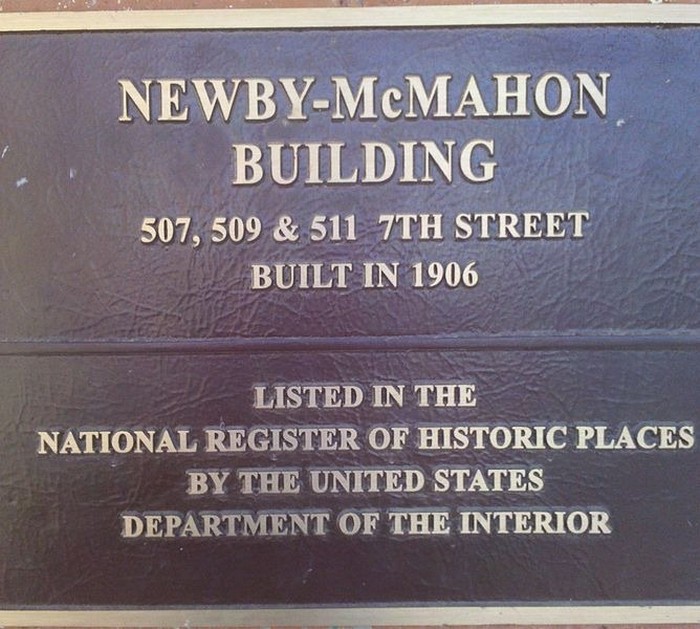 NEWBY-McMAHON
BUILDING
507, 509 & 511 7TH STREET
BUILT IN 1906
LISTED IN THE
NATIONAL REGISTER OF HISTORIC PLACES
BY THE UNITED STATES
DEPARTMENT OF THE INTERIOR